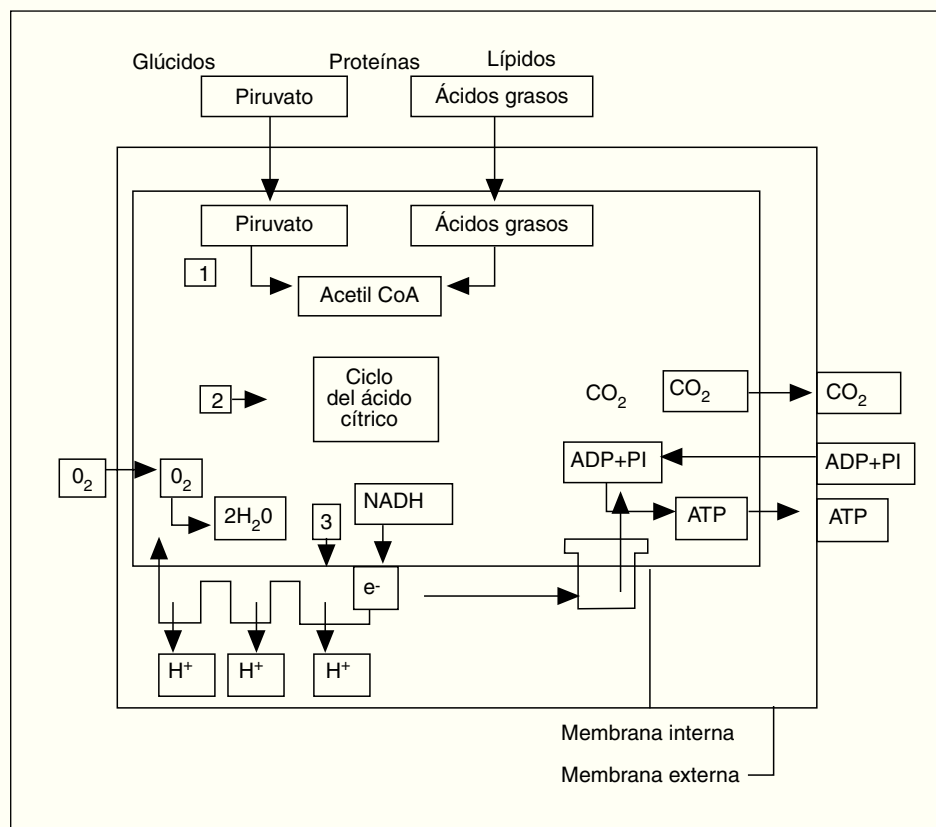 Glúcidos
Proteínas
Lípidos
Piruvato
Ácidos grasos
Piruvato
Ácidos grasos
1
Acetil CoA
2
Ciclo
del ácido
cítrico
CO₂
CO₂
CO₂
0₂
0₂
2H₂0
3
NADH
ADP+PI
ADP+PI
ATP
ATP
e-
H⁺
H⁺
H⁺
Membrana interna
Membrana externa